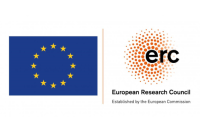 erc
European Research Council
Established by the European Commission